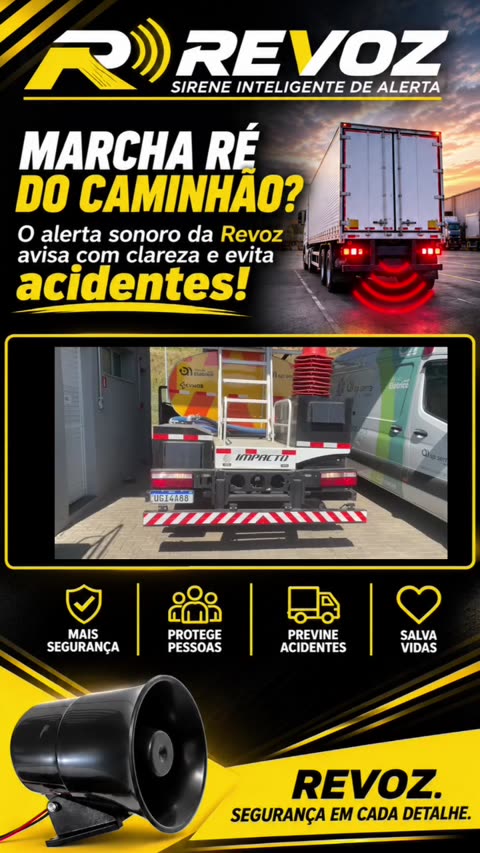 REVOZ
SIRENE INTELIGENTE DE ALERTA
MARCHA RÉ
DO CAMINHÃO?
O alerta sonoro da Revoz
avisa com clareza e evita
acidentes!
IMPACTO
UGI4A88
MAIS
SEGURANÇA
PROTEGE
PESSOAS
PREVINE
ACIDENTES
SALVA
VIDAS
REVOZ.
SEGURANÇA EM CADA DETALHE.